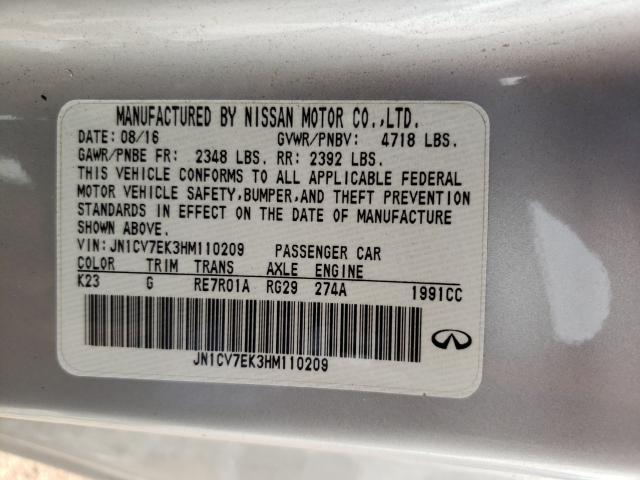 MANUFACTURED BY NISSAN MOTOR CO.,LTD.
DATE: 08/16 GVWR/PNBV: 4718 LBS.
GAWR/PNBE FR: 2348 LBS. RR: 2392 LBS.
THIS VEHICLE CONFORMS TO ALL APPLICABLE FEDERAL
MOTOR VEHICLE SAFETY,BUMPER,AND THEFT PREVENTION
STANDARDS IN EFFECT ON THE DATE OF MANUFACTURE
SHOWN ABOVE.
VIN:JN1CV7EK3HM110209 PASSENGER CAR
COLOR TRIM TRANS AXLE ENGINE
K23 G RE7R01A RG29 274A 1991CC
JN1CV7EK3HM110209